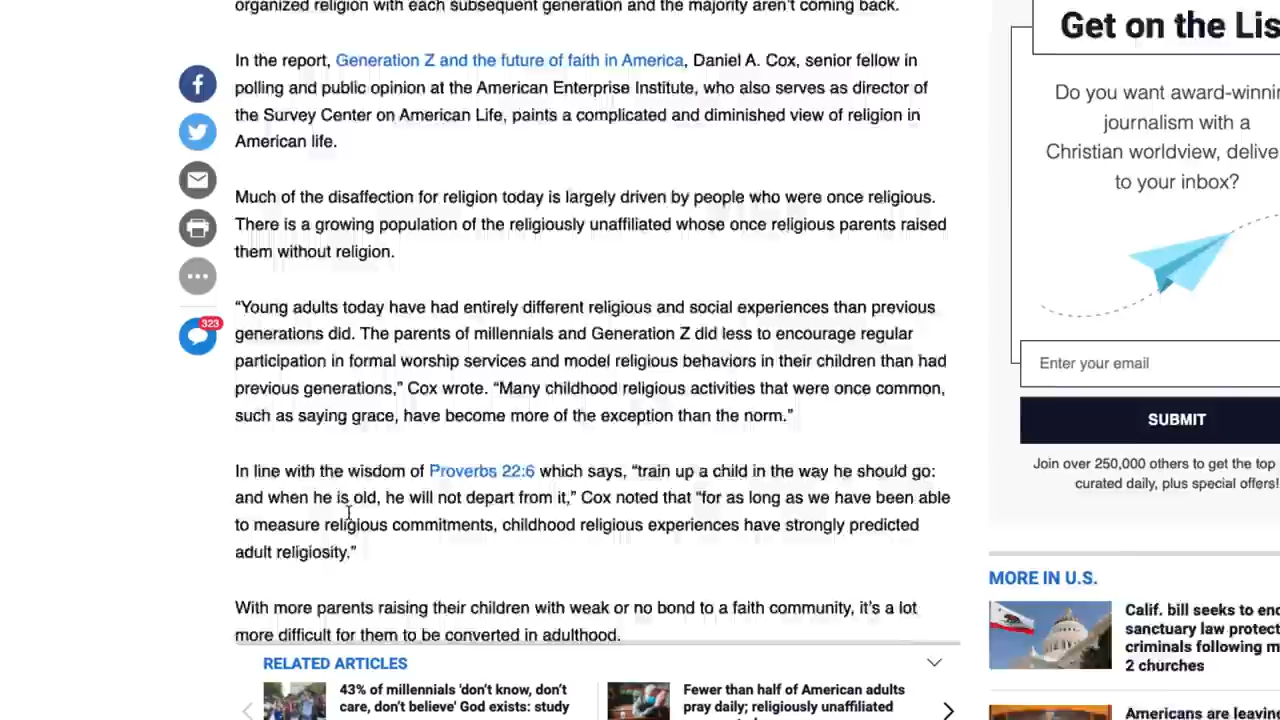 organized religion with each subsequent generation and the majority aren't coming back.
In the report, Generation Z and the future of faith in America, Daniel A. Cox, senior fellow in
polling and public opinion at the American Enterprise Institute, who also serves as director of
the Survey Center on American Life, paints a complicated and diminished view of religion in
American life.
Much of the disaffection for religion today is largely driven by people who were once religious.
There is a growing population of the religiously unaffiliated whose once religious parents raised
them without religion.
323
“Young adults today have had entirely different religious and social experiences than previous
generations did. The parents of millennials and Generation Z did less to encourage regular
participation in formal worship services and model religious behaviors in their children than had
previous generations,” Cox wrote. “Many childhood religious activities that were once common,
such as saying grace, have become more of the exception than the norm.”
In line with the wisdom of Proverbs 22:6 which says, “train up a child in the way he should go:
and when he is old, he will not depart from it,” Cox noted that “for as long as we have been able
to measure religious commitments, childhood religious experiences have strongly predicted
adult religiosity.”
With more parents raising their children with weak or no bond to a faith community, it's a lot
more difficult for them to be converted in adulthood.
RELATED ARTICLES
43% of millennials 'don't know, don't
care, don't believe' God exists: study
Fewer than half of American adults
pray daily; religiously unaffiliated
Get on the Lis
Do you want award-winnin
journalism with a
Christian worldview, delive
to your inbox?
Enter your email
SUBMIT
Join over 250,000 others to get the top
curated daily, plus special offers!
MORE IN U.S.
Calif. bill seeks to end
sanctuary law protect
criminals following m
2 churches
Americans are leavin